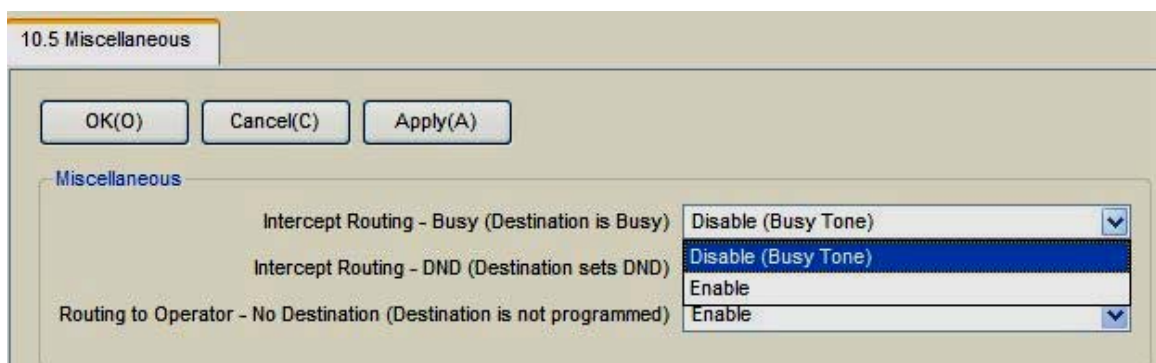 10.5 Miscellaneous
OK(O) Cancel(C) Apply(A)
Miscellaneous
Intercept Routing - Busy (Destination is Busy) Disable (Busy Tone)
Disable (Busy Tone)
Intercept Routing - DND (Destination sets DND)
Enable
Routing to Operator - No Destination (Destination is not programmed) Enable